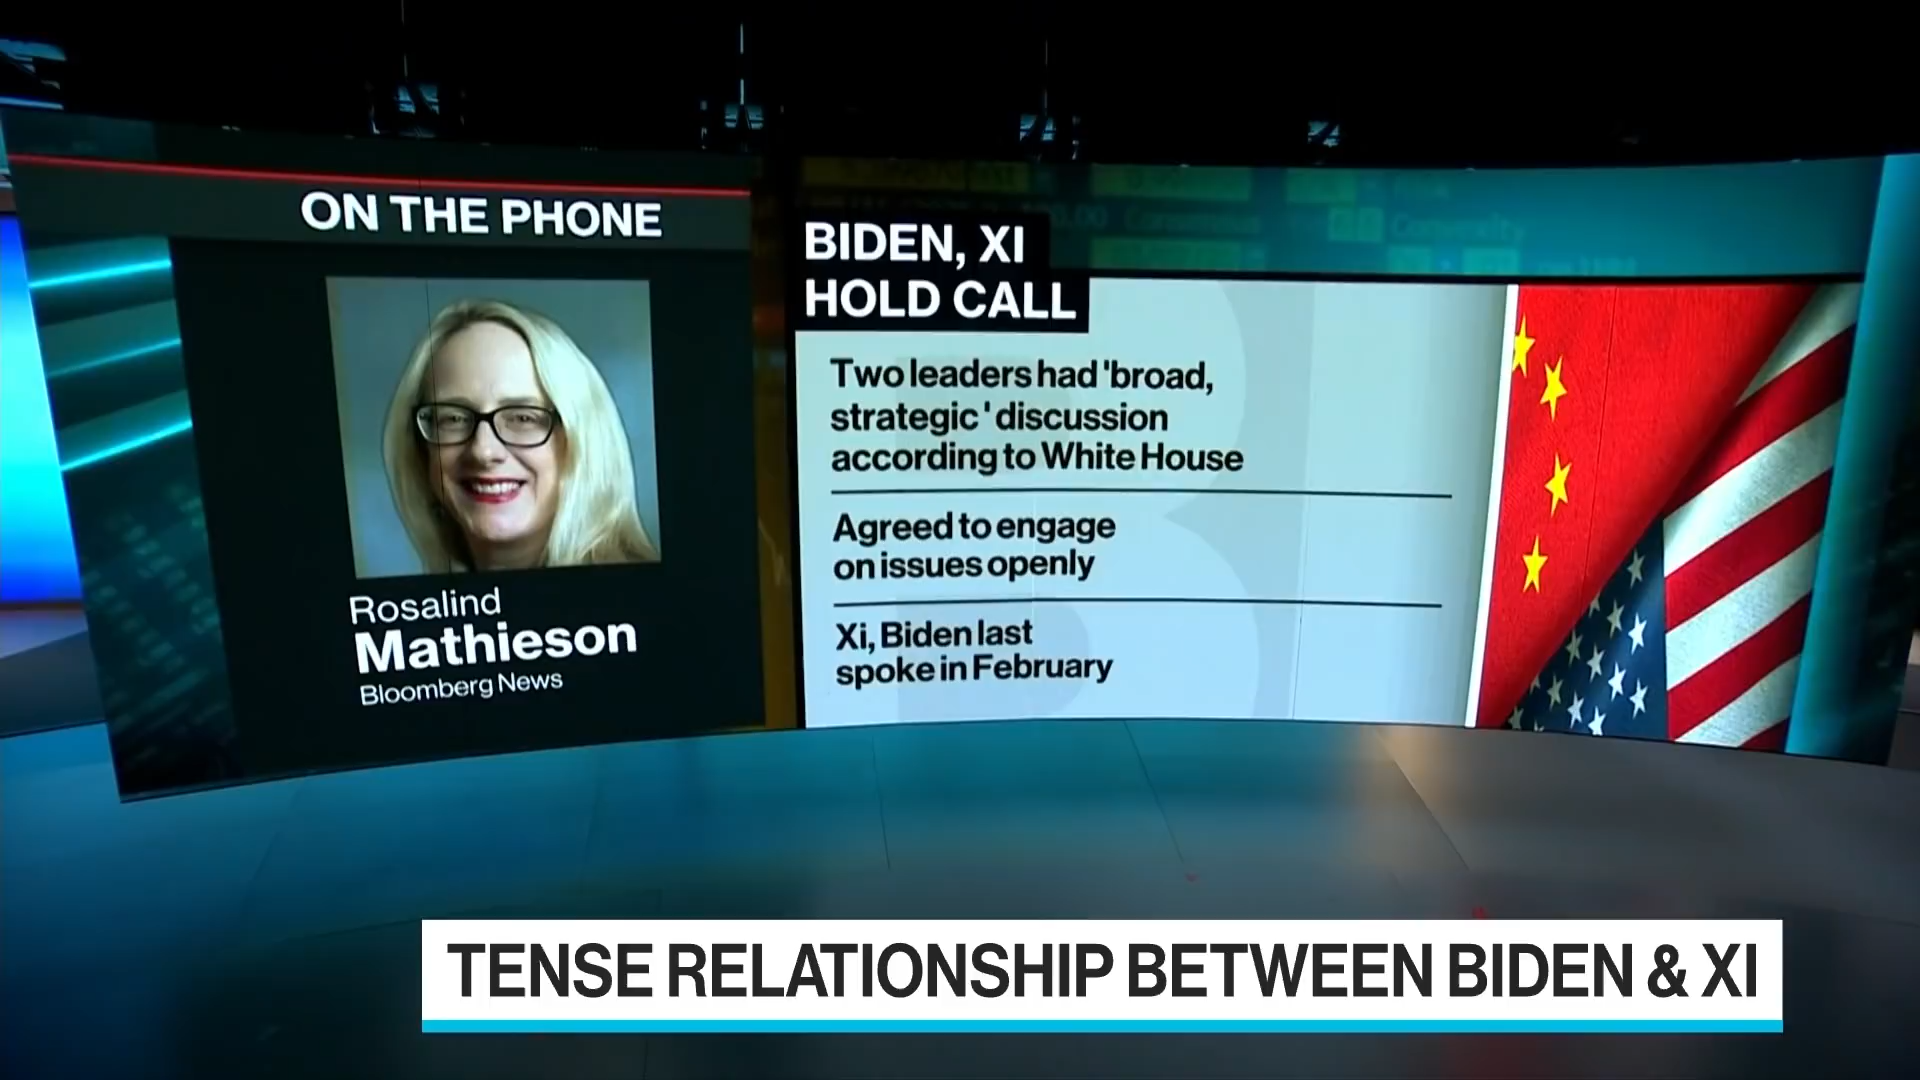 ON THE PHONE
Rosalind
Mathieson
Bloomberg News
BIDEN, XI
HOLD CALL
Two leaders had 'broad,
strategic' discussion
according to White House
Agreed to engage
on issues openly
Xi, Biden last
spoke in February
TENSE RELATIONSHIP BETWEEN BIDEN & XI